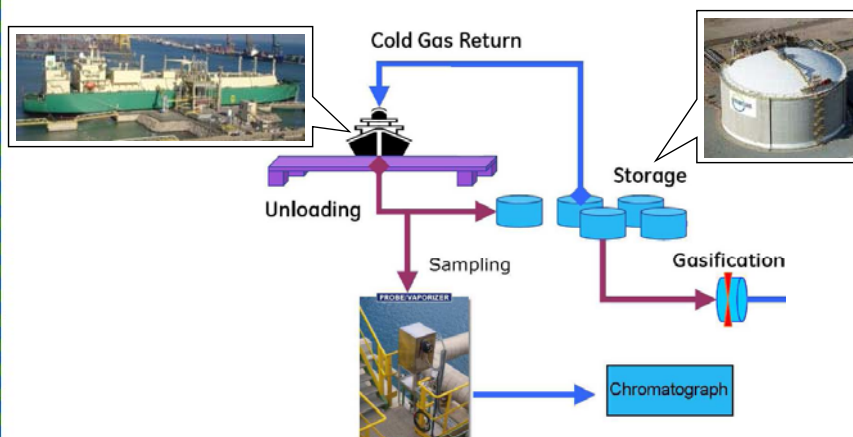 Cold Gas Return
Storage
Unloading
Gasification
Sampling
PROBE/VAPORIZER
Chromatograph